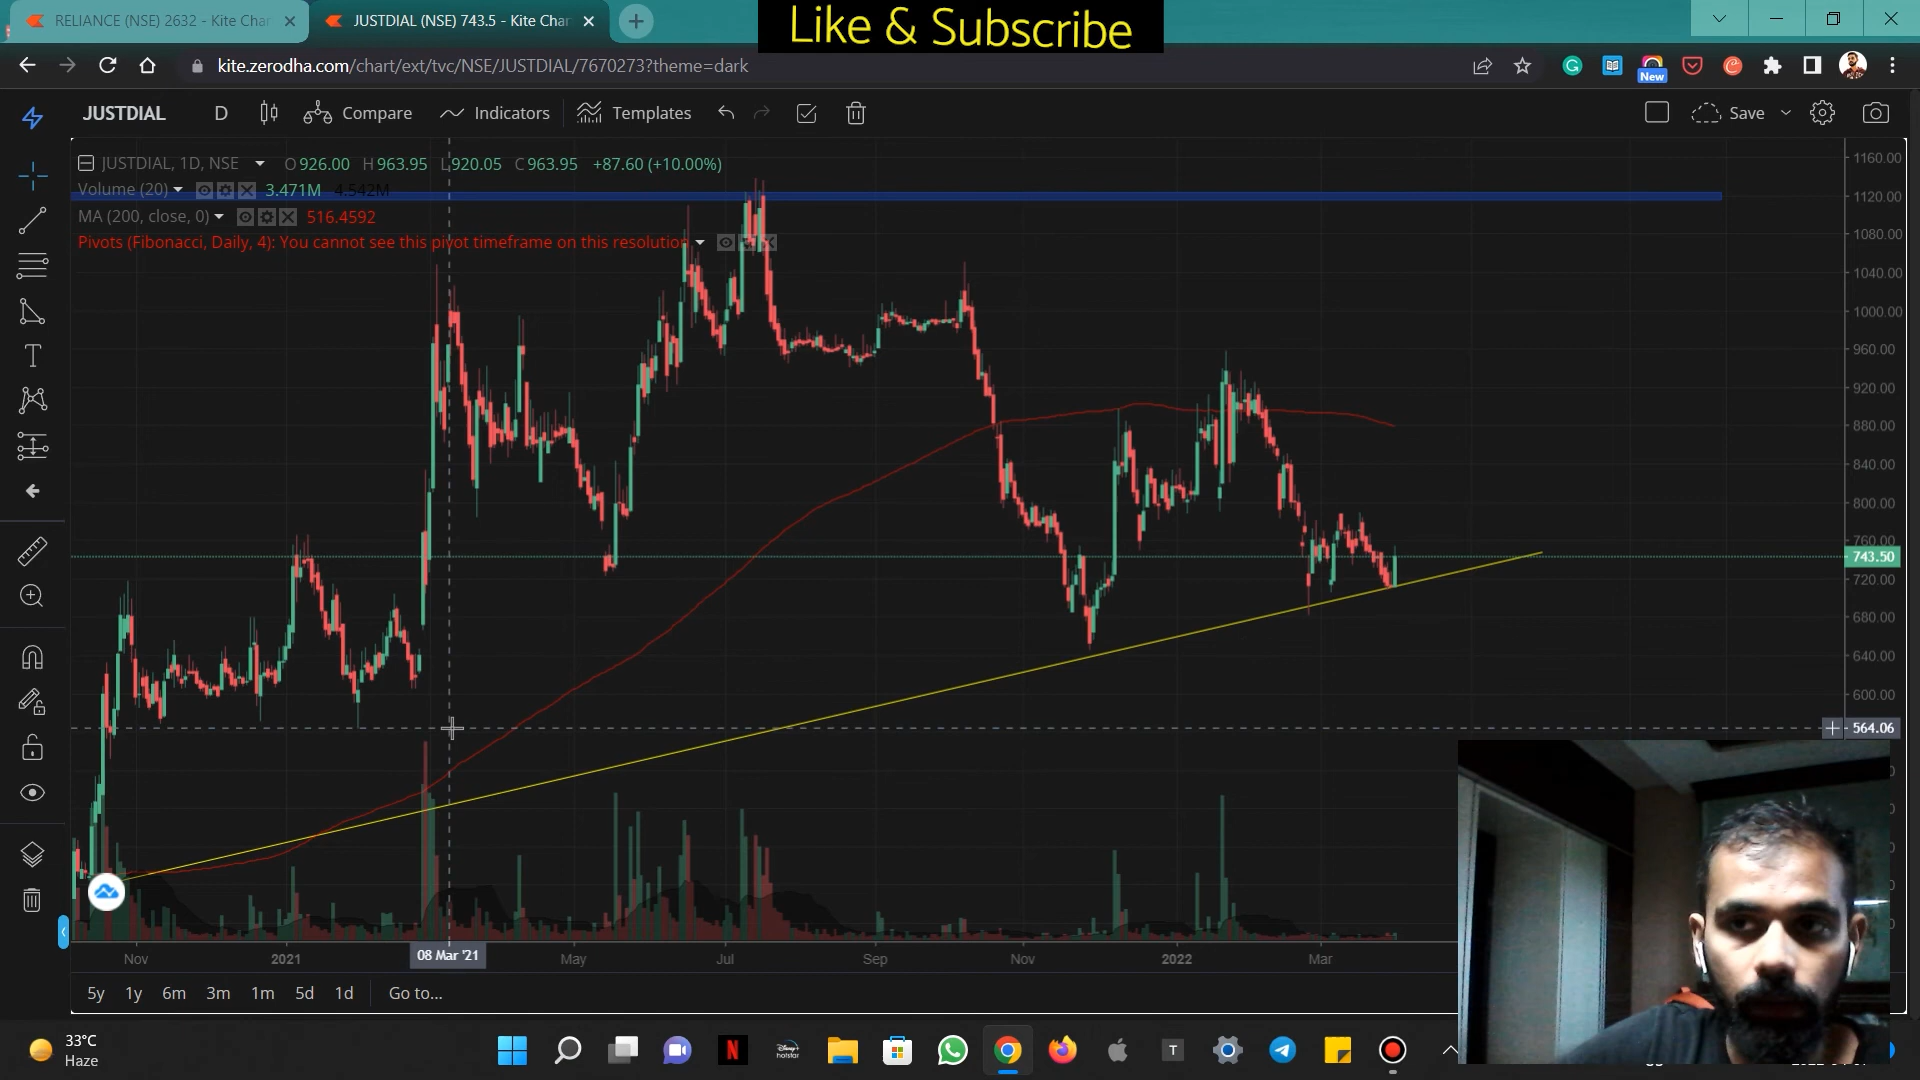 RELIANCE (NSE) 2632 - Kite Char
JUSTDIAL (NSE) 743.5 - Kite Char
Like & Subscribe
kite.zerodha.com/chart/ext/tvc/NSE/JUSTDIAL/7670273?theme=dark
New
JUSTDIAL D Compare Indicators Templates Save
JUSTDIAL, 1D, NSE O 926.00 H 963.95 L 920.05 C 963.95 +87.60 (+10.00%)
Volume (20) 3.471M 4.542M
MA (200, close, 0) 516.4592
Pivots (Fibonacci, Daily, 4): You cannot see this pivot timeframe on this resolution
1160.00
1120.00
1080.00
1040.00
1000.00
960.00
920.00
880.00
840.00
800.00
760.00
743.50
720.00
680.00
640.00
600.00
564.06
Nov 2021 08 Mar '21 May Jul Sep Nov 2022 Mar
5y 1y 6m 3m 1m 5d 1d Go to...
33°C
Haze